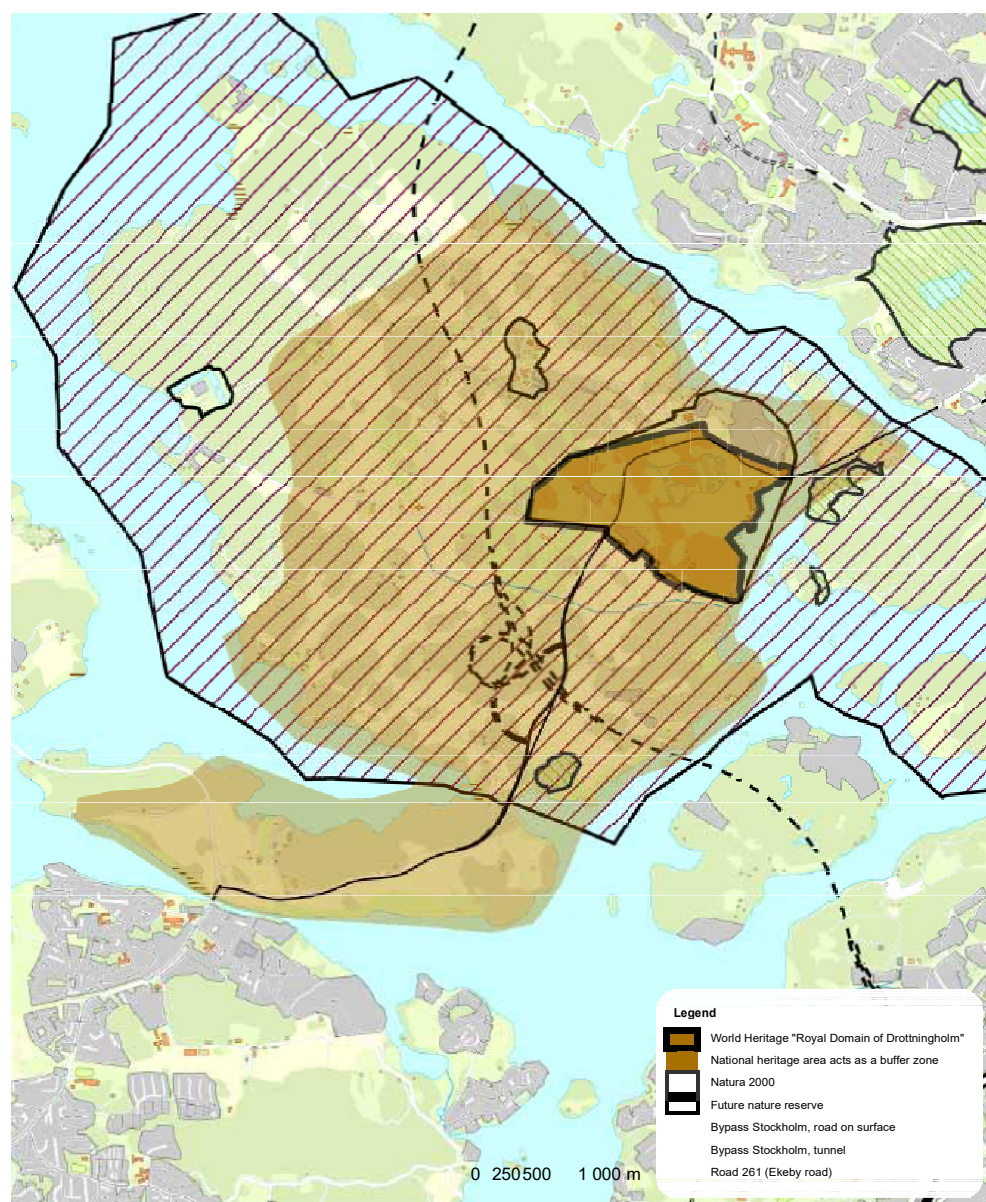 0 250500 1 000 m
Legend
World Heritage "Royal Domain of Drottningholm"
National heritage area acts as a buffer zone
Natura 2000
Future nature reserve
Bypass Stockholm, road on surface
Bypass Stockholm, tunnel
Road 261 (Ekeby road)